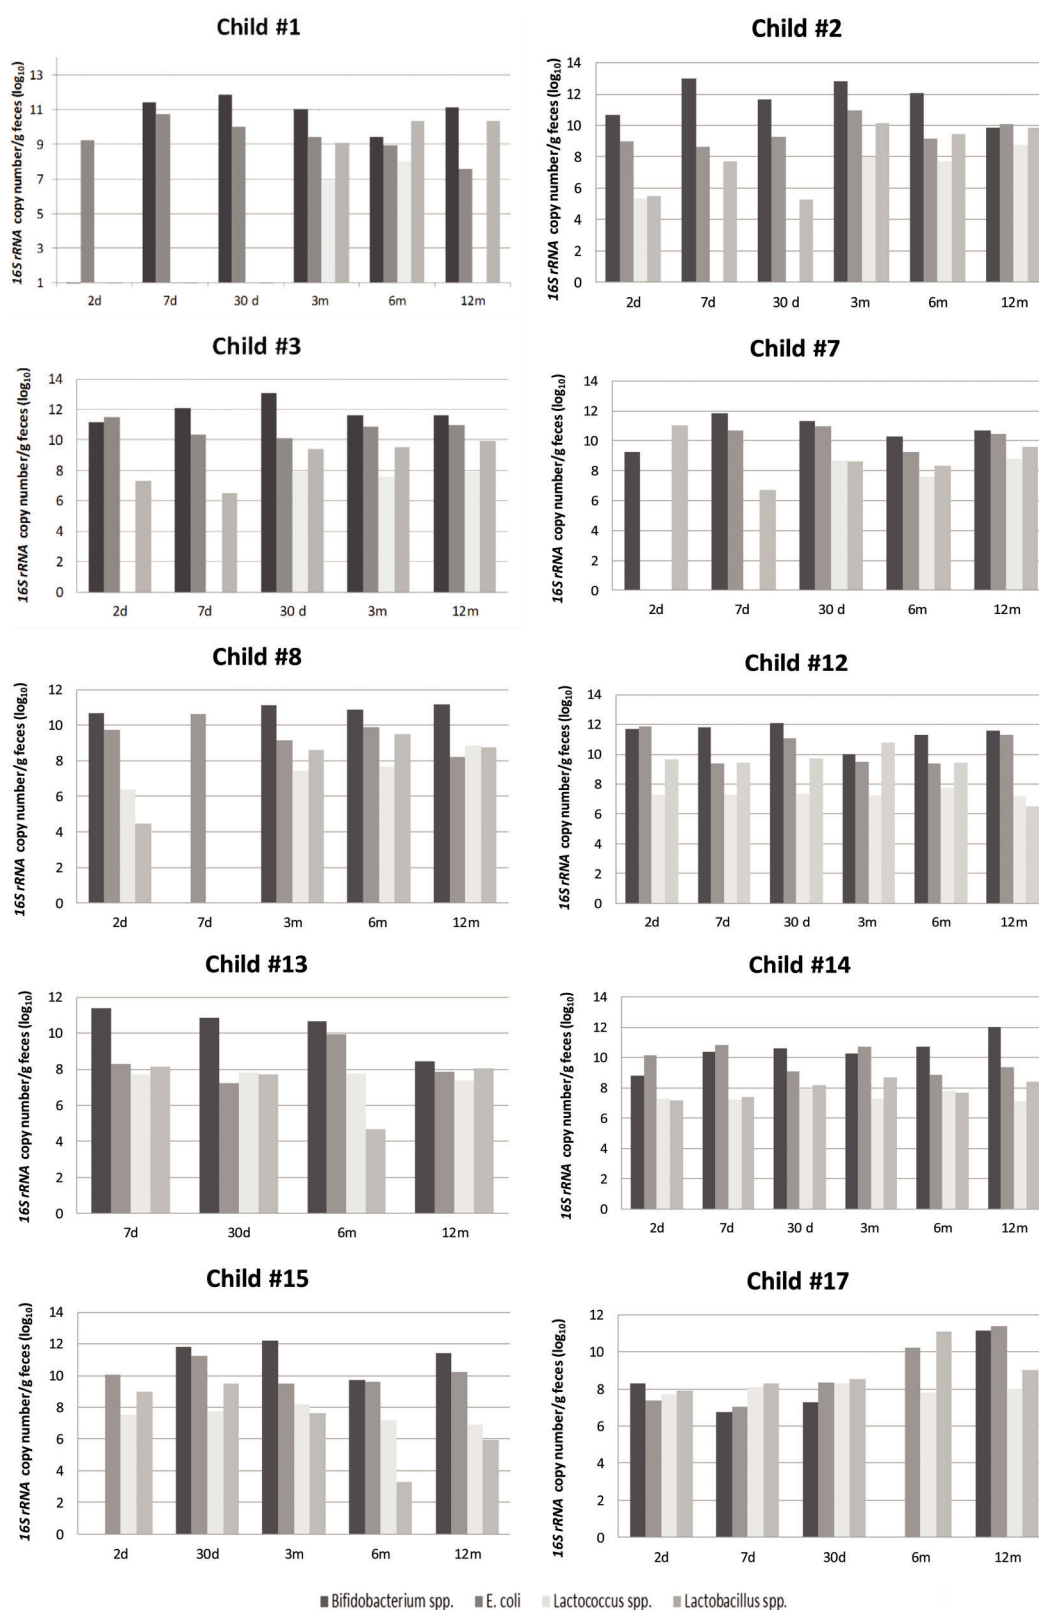 Child #1
16S rRNA copy number/g feces (log10)
13
11
9
7
5
3
1
2d 7d 30 d 3m 6m 12m
Child #2
16S rRNA copy number/g feces (log10)
14
12
10
8
6
4
2
0
2d 7d 30 d 3m 6m 12m
Child #3
16S rRNA copy number/g feces (log10)
14
12
10
8
6
4
2
0
2d 7d 30 d 3m 12m
Child #7
16S rRNA copy number/g feces (log10)
14
12
10
8
6
4
2
0
2d 7d 30 d 6m 12m
Child #8
16S rRNA copy number/g feces (log10)
12
10
8
6
4
2
0
2d 7d 3m 6m 12m
Child #12
16S rRNA copy number/g feces (log10)
14
12
10
8
6
4
2
0
2d 7d 30 d 3m 6m 12m
Child #13
16S rRNA copy number/g feces (log10)
12
10
8
6
4
2
0
7d 30d 6m 12m
Child #14
16S rRNA copy number/g feces (log10)
14
12
10
8
6
4
2
0
2d 7d 30 d 3m 6m 12m
Child #15
16S rRNA copy number/g feces (log10)
14
12
10
8
6
4
2
0
2d 30d 3m 6m 12m
Child #17
16S rRNA copy number/g feces (log10)
12
10
8
6
4
2
0
2d 7d 30d 6m 12m
Bifidobacterium spp. E. coli Lactococcus spp. Lactobacillus spp.